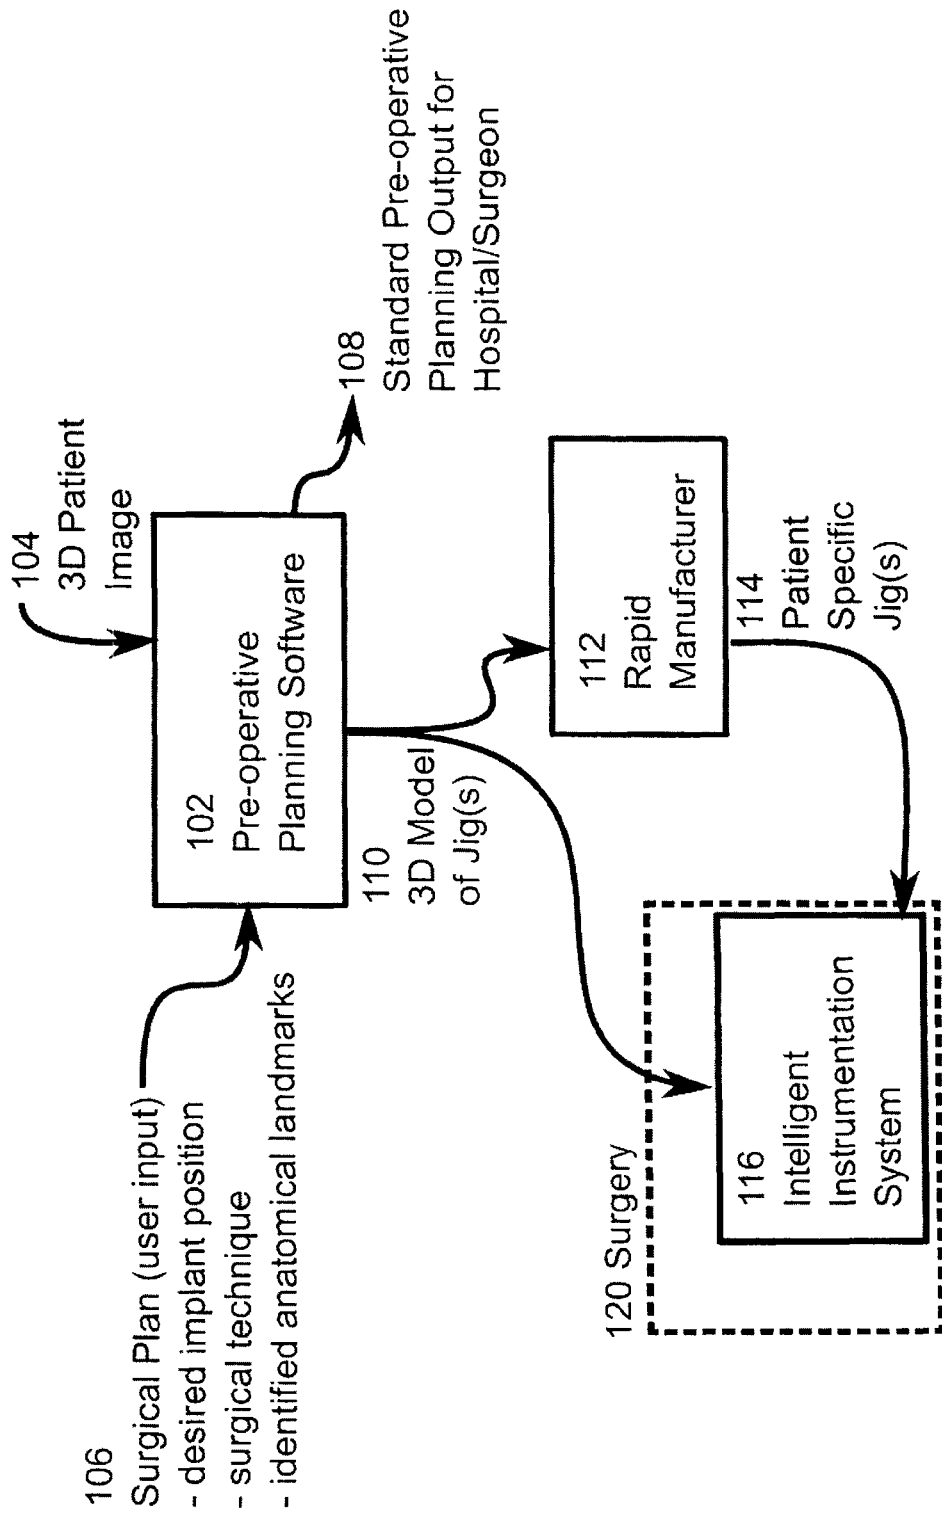 104
3D Patient
Image
106
Surgical Plan (user input)
- desired implant position
- surgical technique
- identified anatomical landmarks
102
Pre-operative
Planning Software
108
Standard Pre-operative
Planning Output for
Hospital/Surgeon
110
3D Model
of Jig(s)
112
Rapid
Manufacturer
114
Patient
Specific
Jig(s)
120 Surgery
116
Intelligent
Instrumentation
System